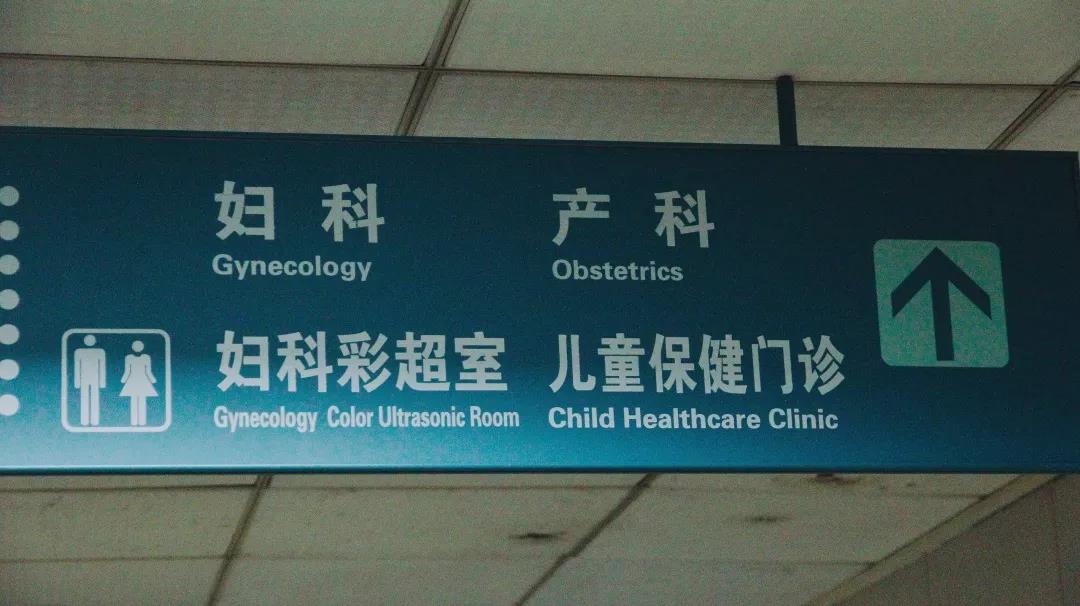 妇科 产科
Gynecology Obstetrics
妇科彩超室 儿童保健门诊
Gynecology Color Ultrasonic Room Child Healthcare Clinic